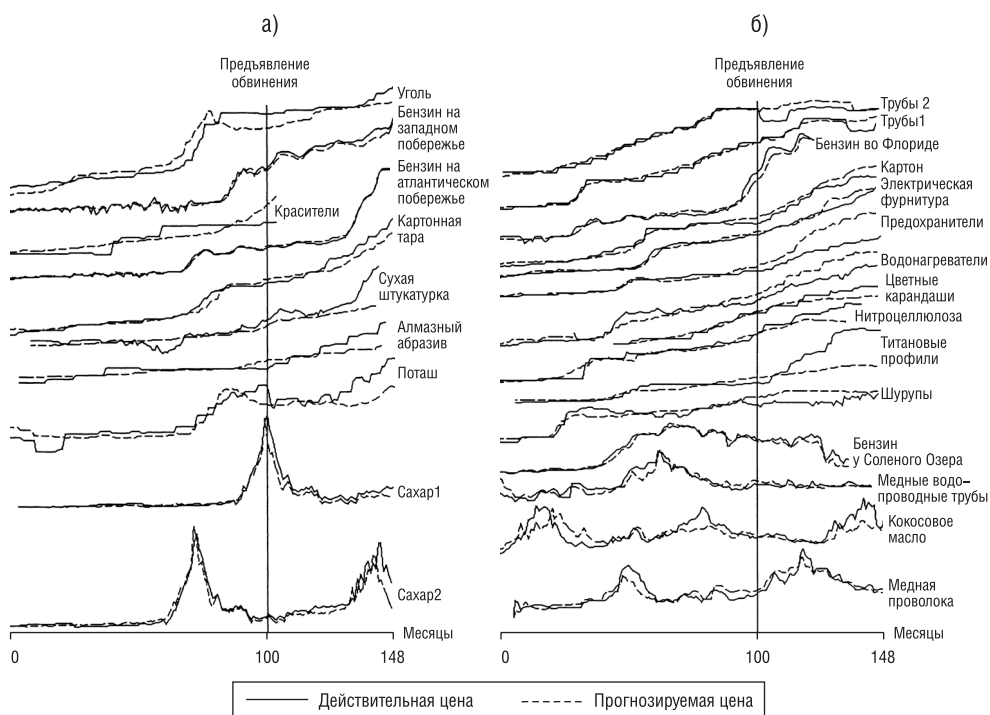 а)
Предъявление
обвинения
Уголь
Бензин на
западном
побережье
Бензин на
атлантическом
побережье
Красители
Картонная
тара
Сухая
штукатурка
Алмазный
абразив
Поташ
Сахар1
Сахар2
Месяцы
0
100
148
б)
Предъявление
обвинения
Трубы 2
Трубы1
Бензин во Флориде
Картон
Электрическая
фурнитура
Предохранители
Водонагреватели
Цветные
карандаши
Нитроцеллюлоза
Титановые
профили
Шурупы
Бензин
у Соленого Озера
Медные водо–
проводные трубы
Кокосовое
масло
Медная
проволока
Месяцы
0
100
148
Действительная цена
Прогнозируемая цена